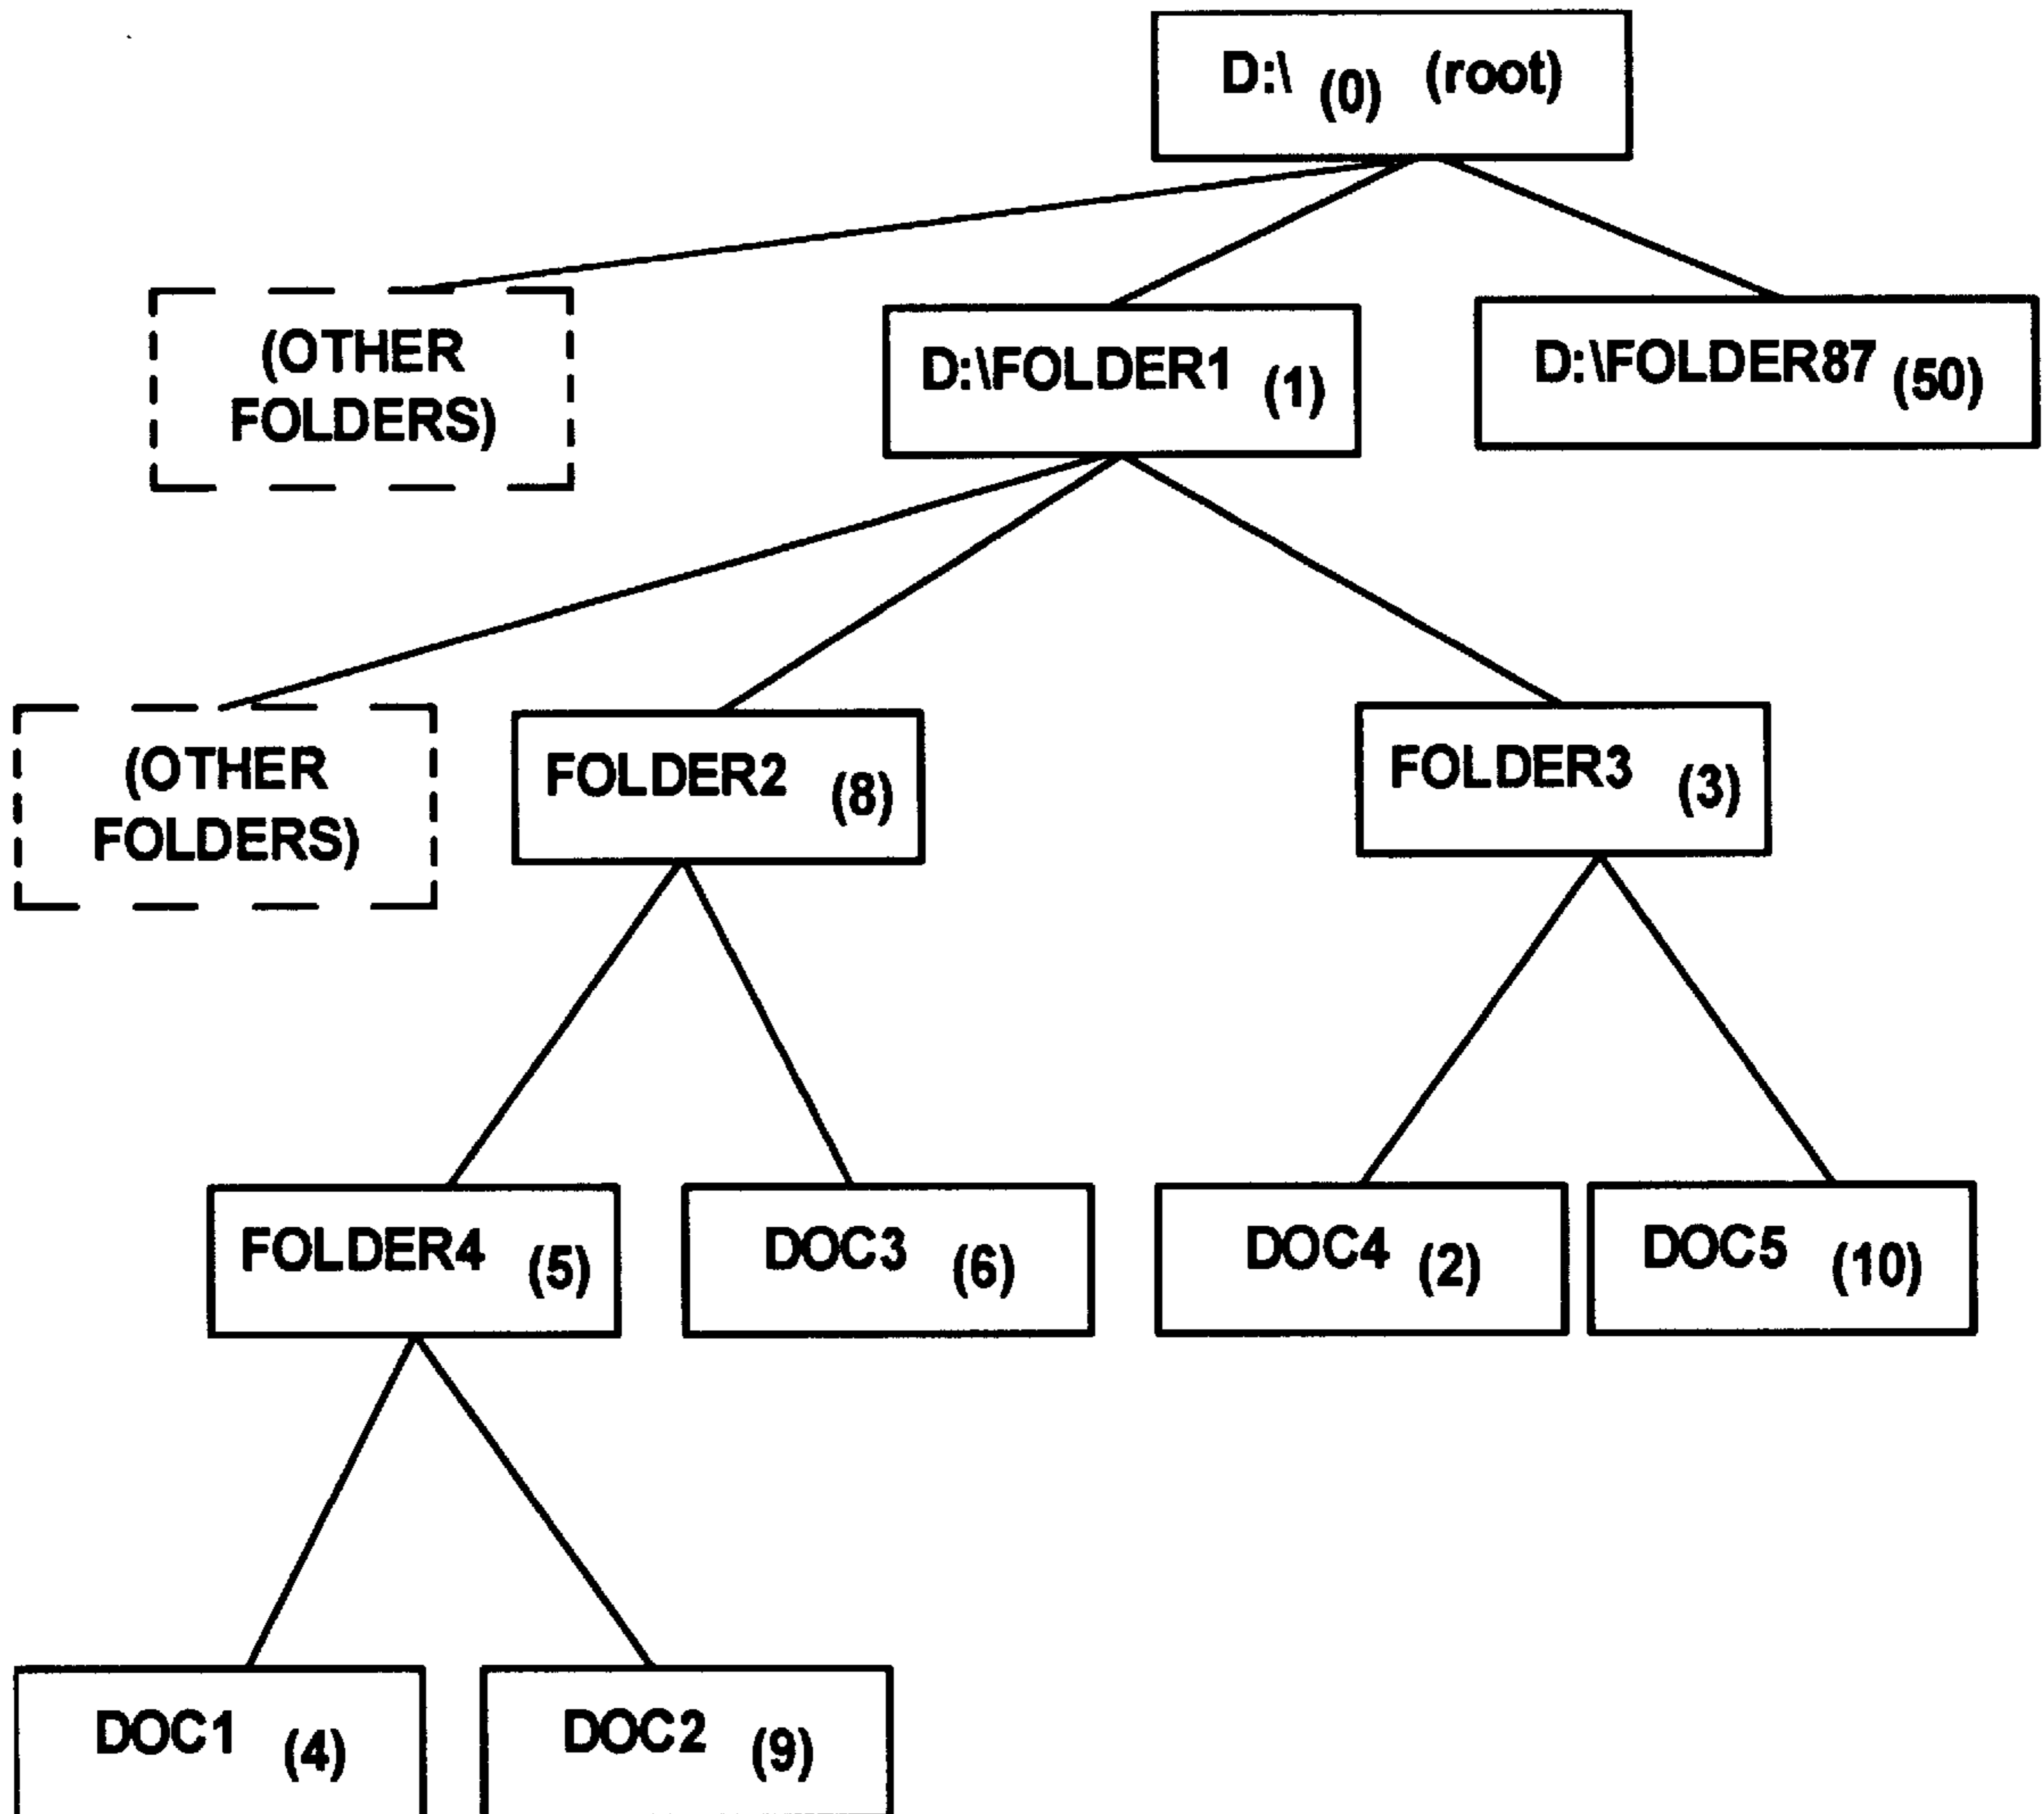 D:\ (0) (root)
(OTHER
FOLDERS)
D:\FOLDER1 (1)
D:\FOLDER87 (50)
(OTHER
FOLDERS)
FOLDER2 (8)
FOLDER3 (3)
FOLDER4 (5)
DOC3 (6)
DOC4 (2)
DOC5 (10)
DOC1 (4)
DOC2 (9)